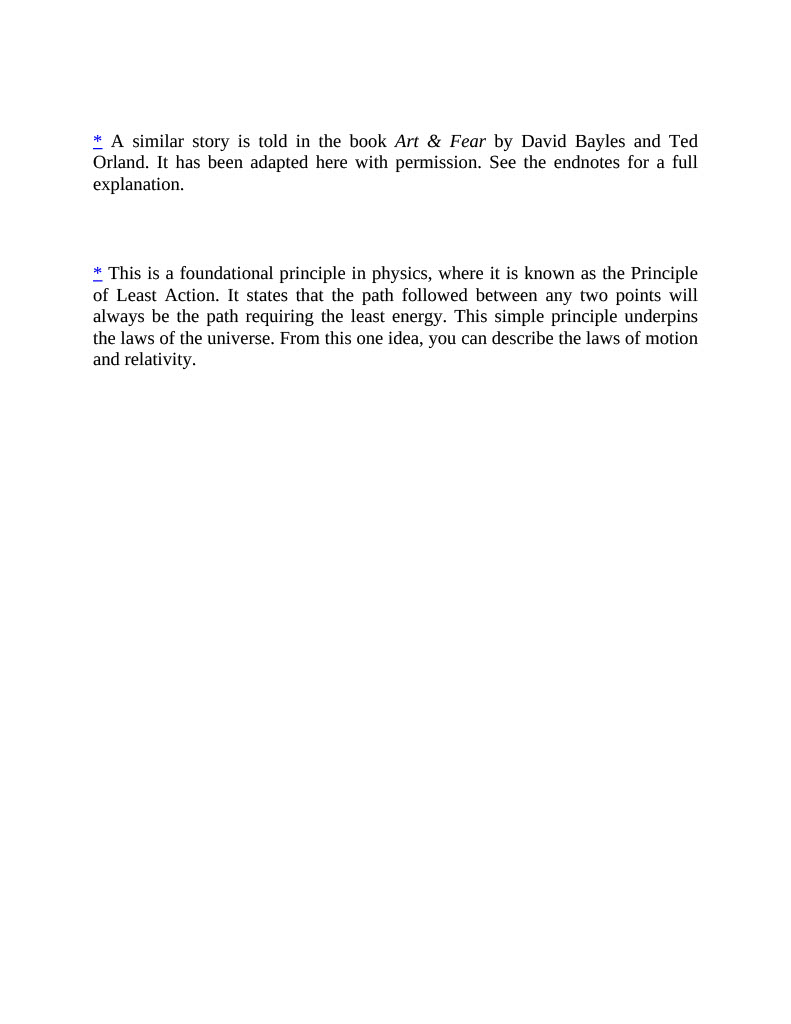 * A similar story is told in the book Art & Fear by David Bayles and Ted
Orland. It has been adapted here with permission. See the endnotes for a full
explanation.
* This is a foundational principle in physics, where it is known as the Principle
of Least Action. It states that the path followed between any two points will
always be the path requiring the least energy. This simple principle underpins
the laws of the universe. From this one idea, you can describe the laws of motion
and relativity.